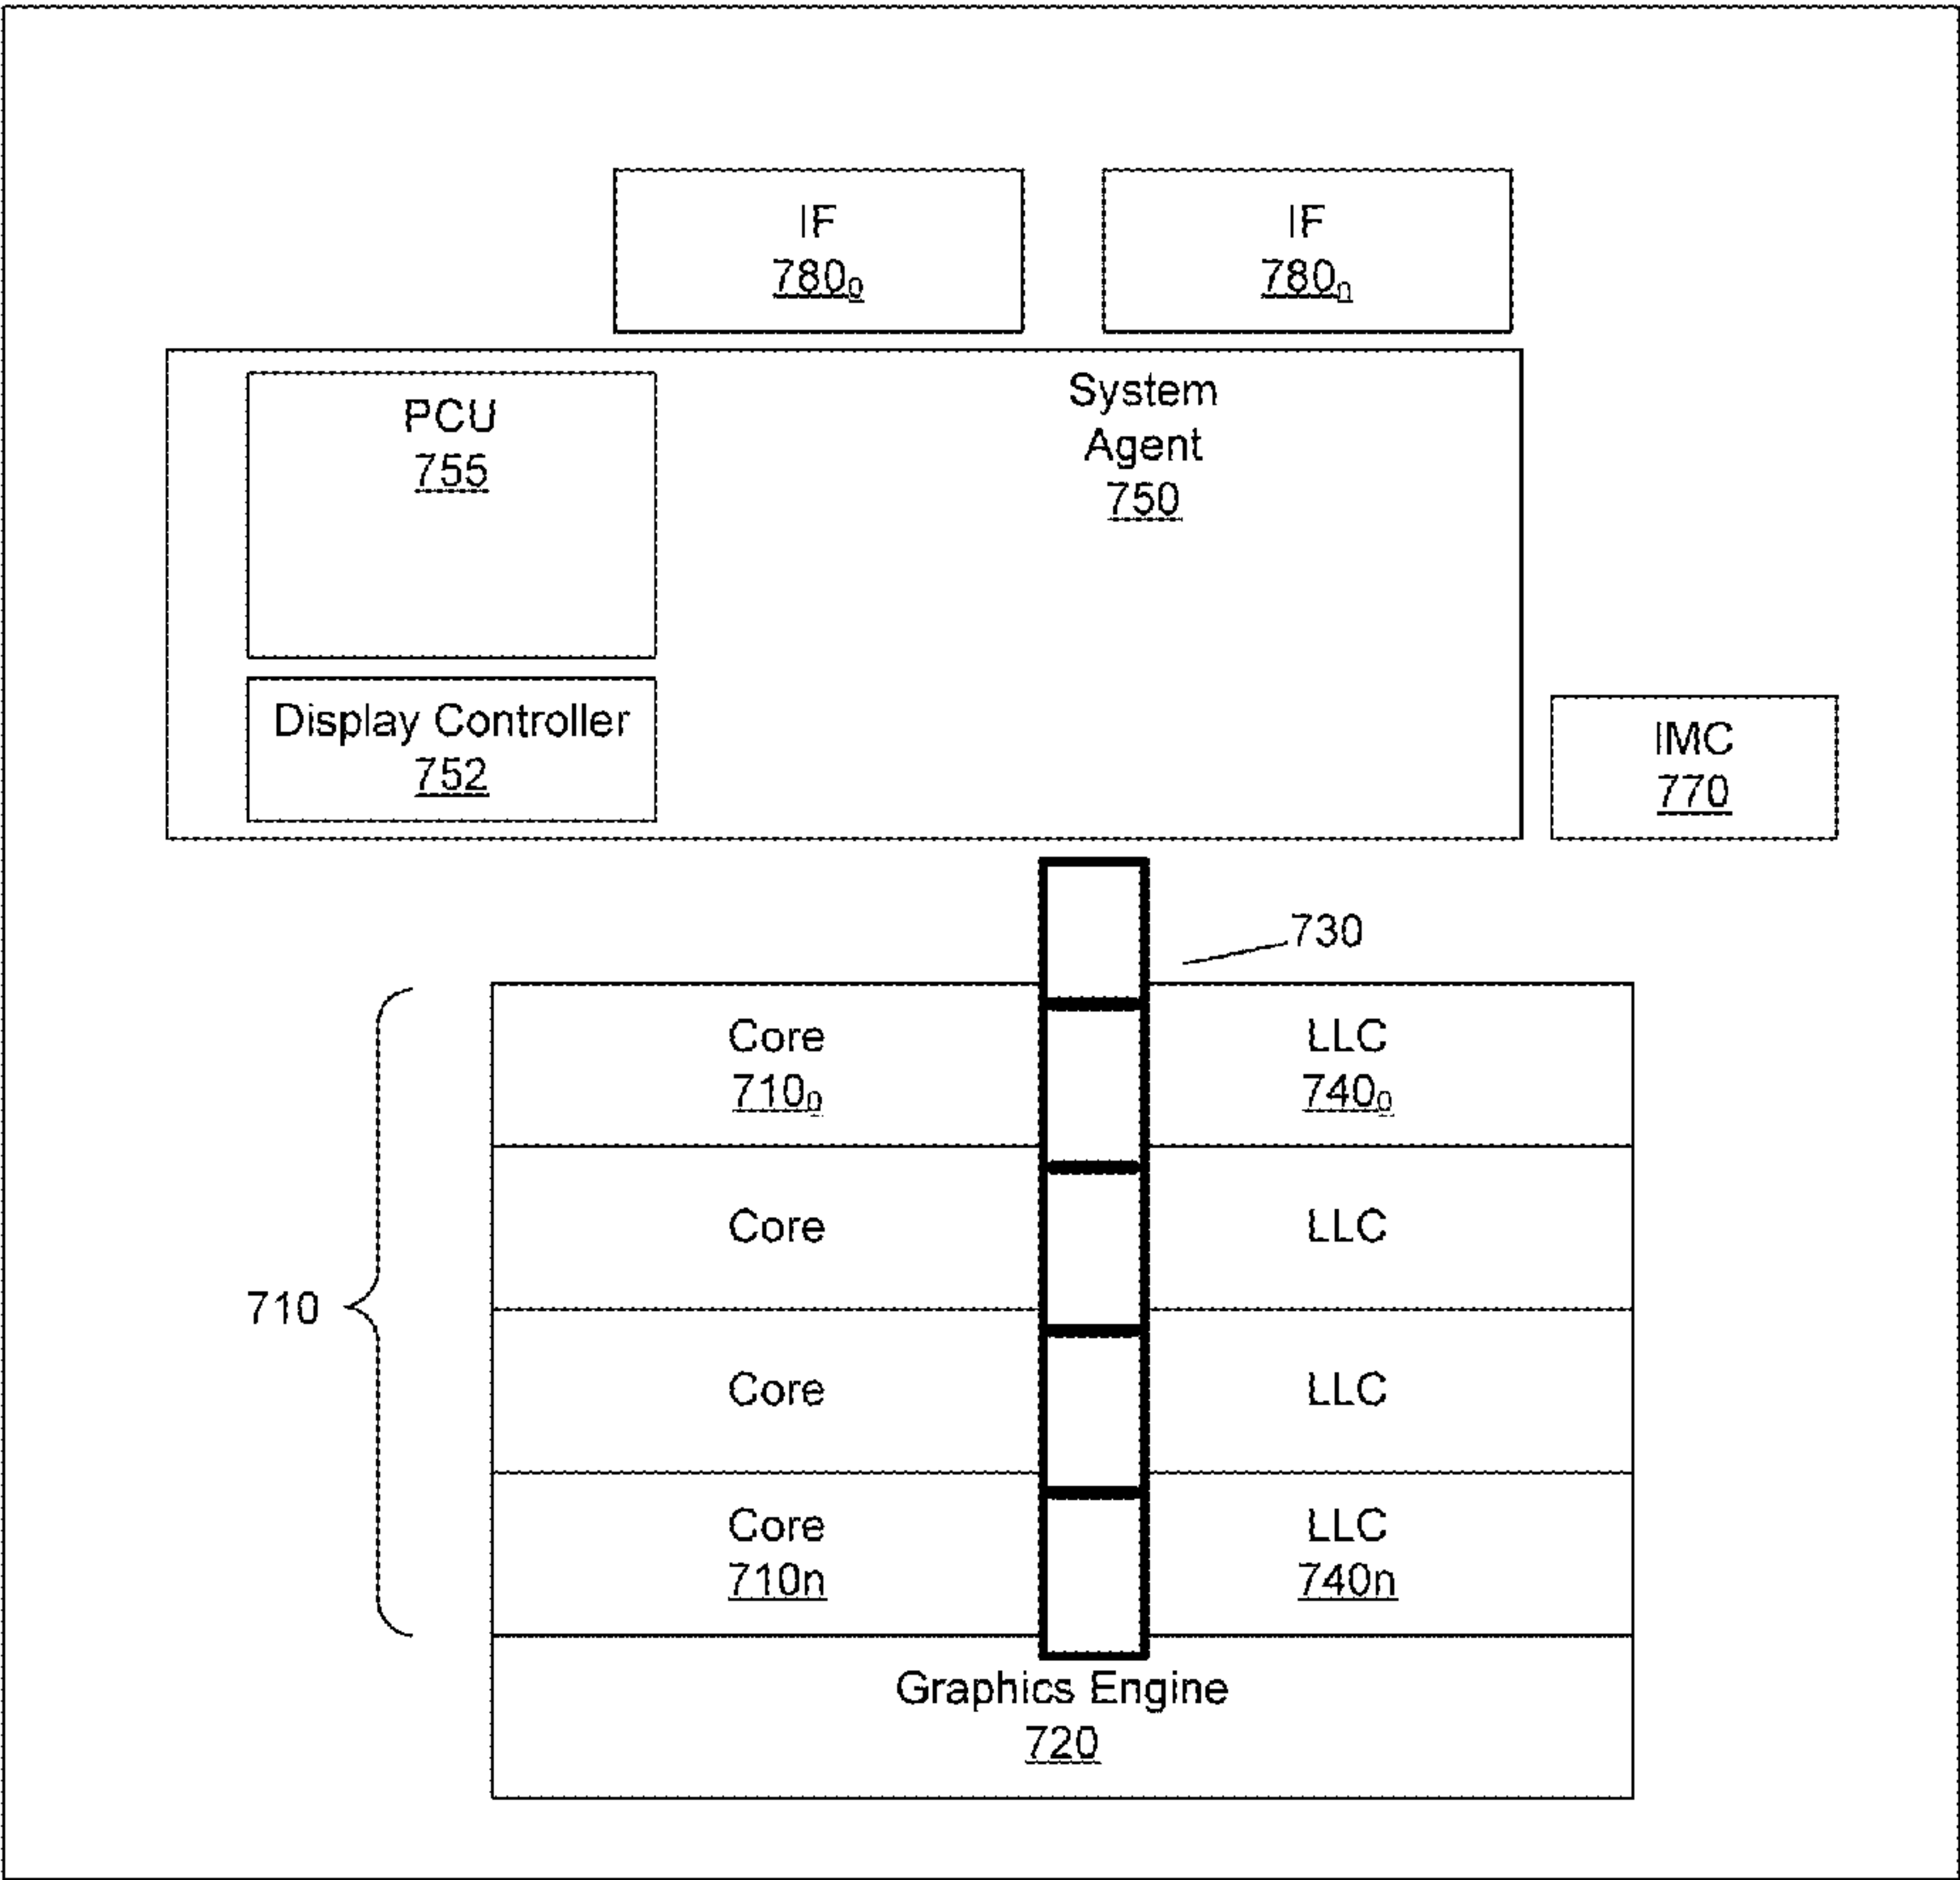 IF
780₀
IF
780ₙ
PCU
755
System
Agent
750
Display Controller
752
IMC
770
730
Core
710₀
LLC
740₀
Core
LLC
710
Core
LLC
Core
710n
LLC
740n
Graphics Engine
720